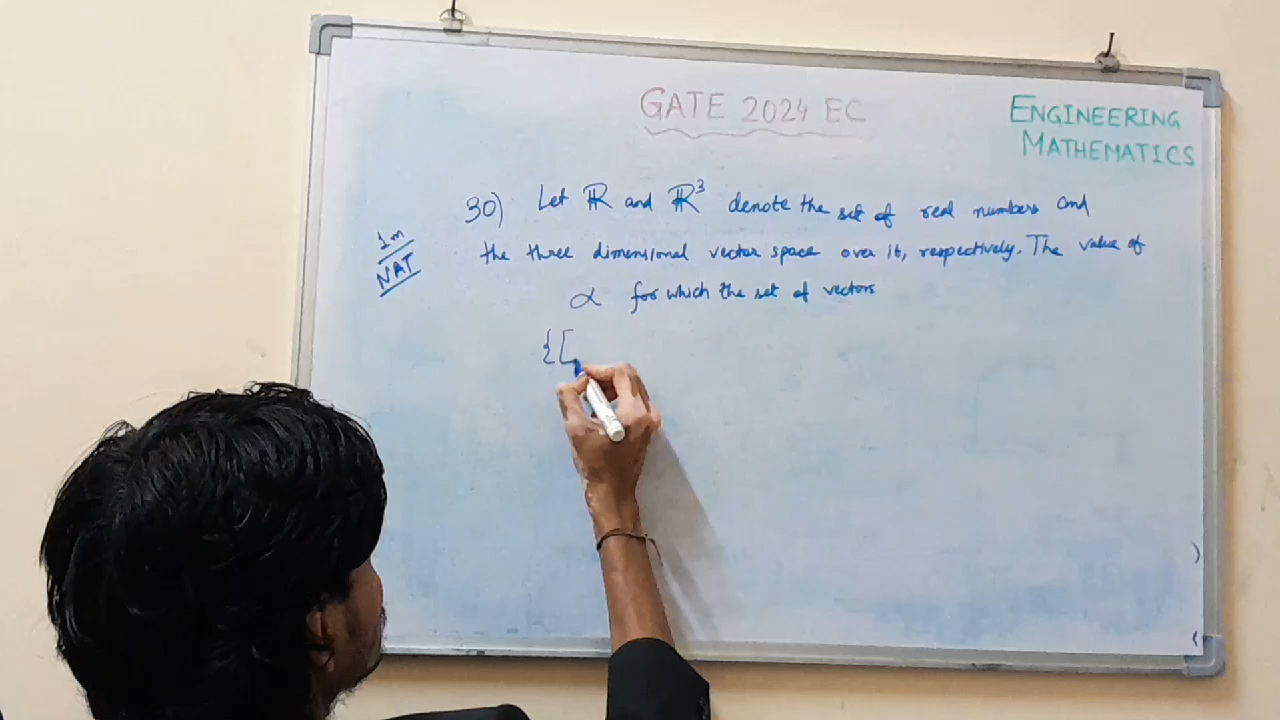 GATE 2024 EC
ENGINEERING
MATHEMATICS
30) Let ℝ and ℝ³ denote the set of real numbers and
1m
NAT
the three dimensional vector space over it, respectively. The value of
α for which the set of vectors
{[